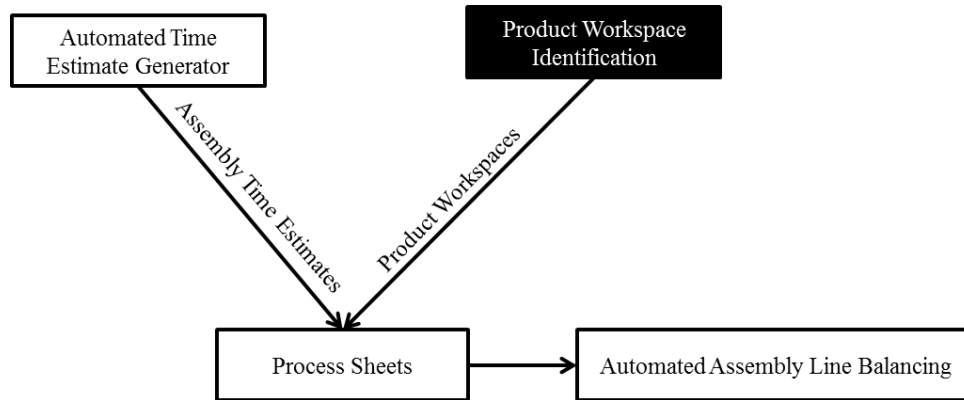 Automated Time
Estimate Generator
Product Workspace
Identification
Assembly Time Estimates
Product Workspaces
Process Sheets
Automated Assembly Line Balancing